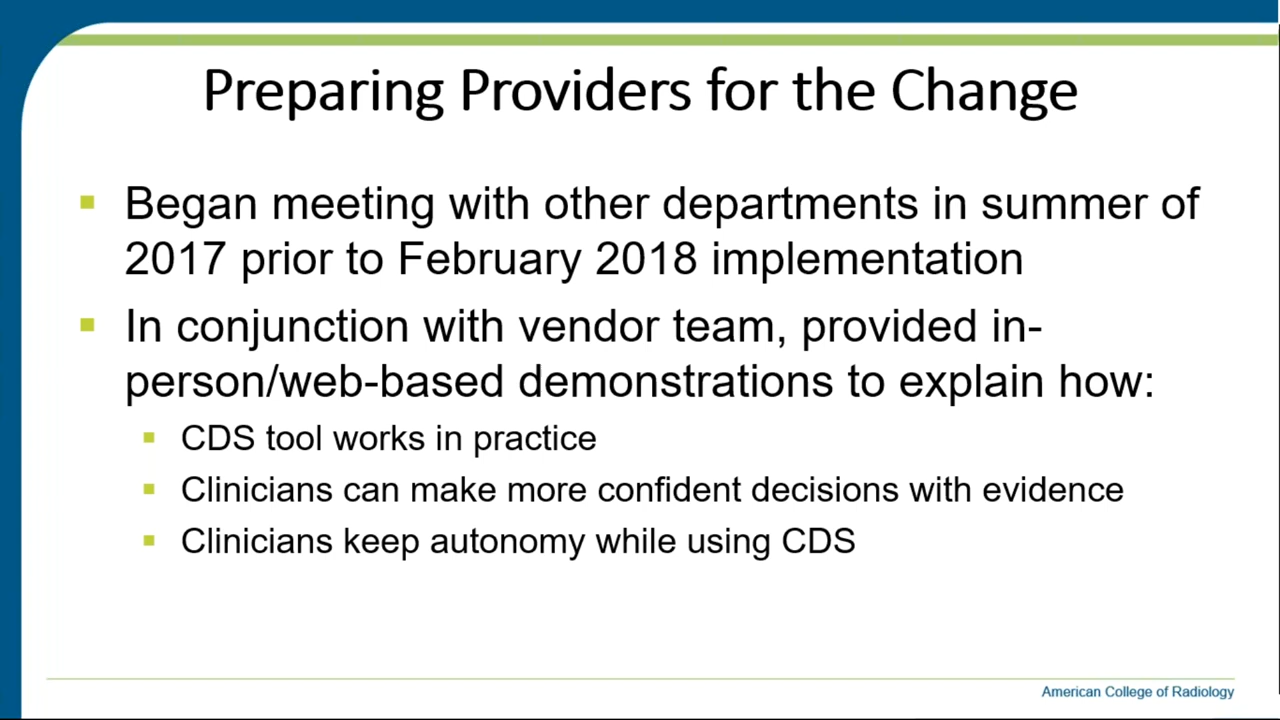 Preparing Providers for the Change
Began meeting with other departments in summer of
2017 prior to February 2018 implementation
In conjunction with vendor team, provided in-
person/web-based demonstrations to explain how:
CDS tool works in practice
Clinicians can make more confident decisions with evidence
Clinicians keep autonomy while using CDS
American College of Radiology